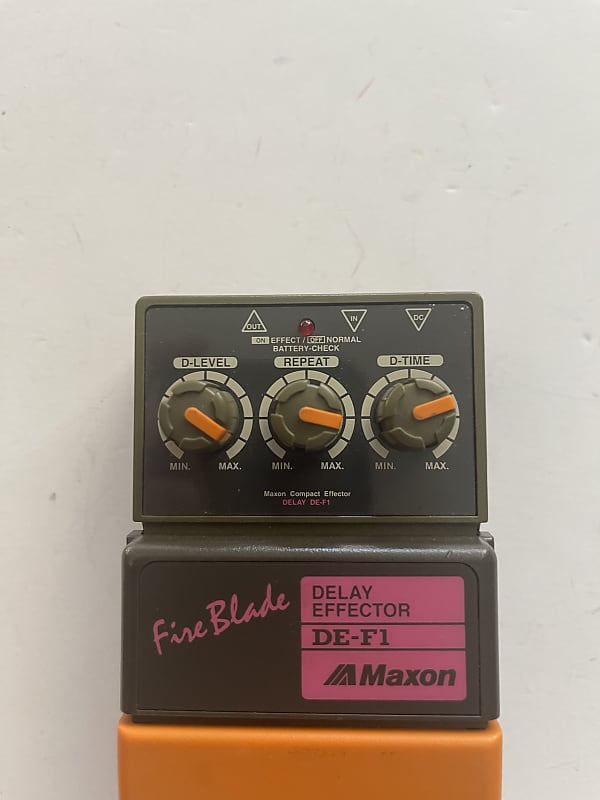 OUT IN DC
ON EFFECT / OFF NORMAL
BATTERY-CHECK
D-LEVEL REPEAT D-TIME
MIN. MAX. MIN. MAX. MIN. MAX.
Maxon Compact Effector
DELAY DE-F1
Fire Blade
DELAY
EFFECTOR
DE-F1
Maxon